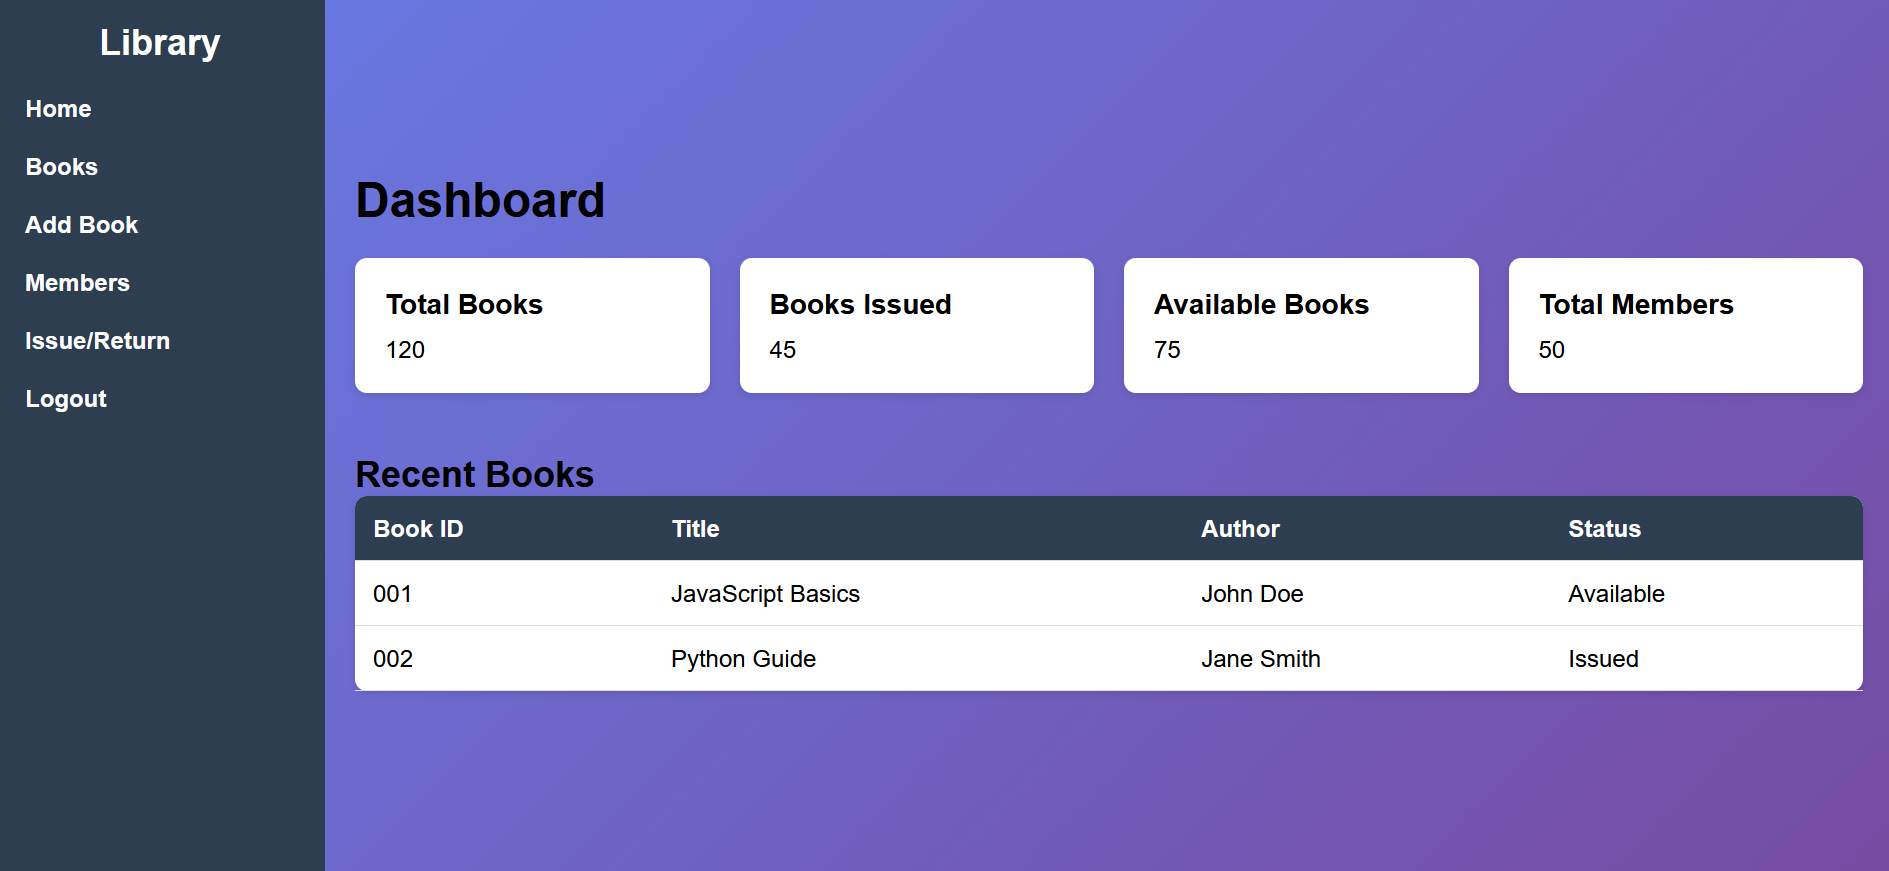 Library
Home
Books
Add Book
Members
Issue/Return
Logout
Dashboard
Total Books
120
Books Issued
45
Available Books
75
Total Members
50
Recent Books
Book ID Title Author Status
001 JavaScript Basics John Doe Available
002 Python Guide Jane Smith Issued